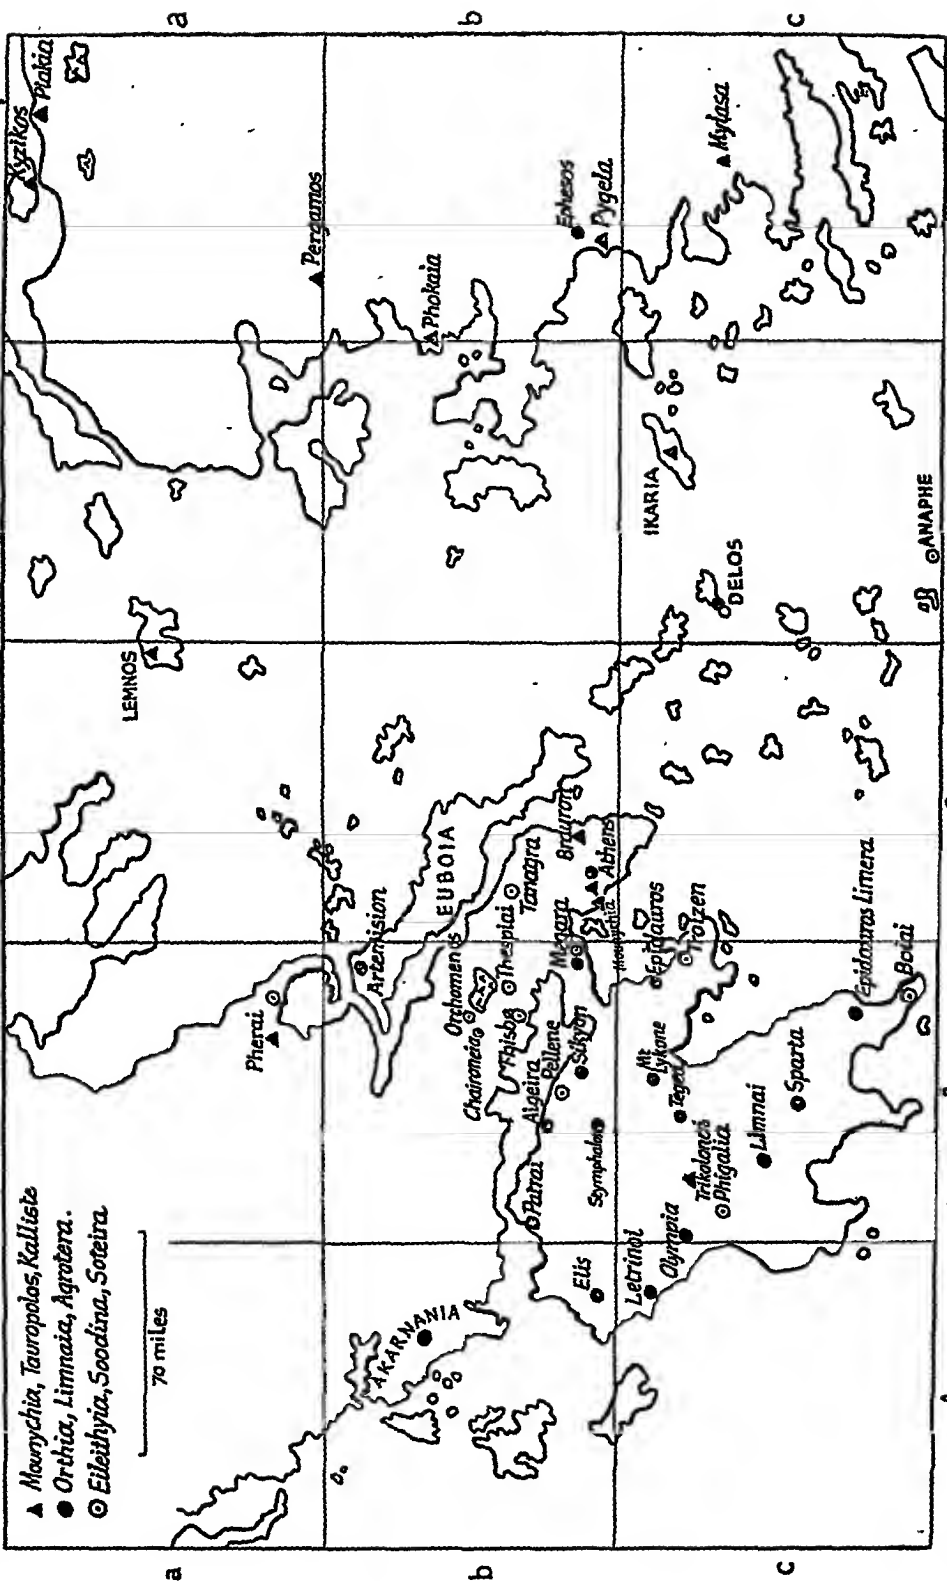 ▲ Mounychia, Tauropolos, Kalliste
● Orthia, Limnaia, Agrotera.
⊙ Eileithyia, Soodina, Soteira
70 miles
a
b
c
a
b
c
Kyzikos
Plakia
Pergamos
Phokaia
Ephesos
Pygela
Mylasa
LEMNOS
IKARIA
DELOS
ANAPHE
Pherai
Artemision
EUBOIA
Orchomenos
Chaironeia
Thisbe
Thespiai
Tanagra
Brauron
Athens
Mounychia
Megara
Aigeira
Pellene
Sikyon
Patrai
Stymphalos
Epidauros
Troizen
Mt
Lykone
Tegea
Trikolonoi
Phigalia
Limnai
Sparta
Epidauros Limera
Boiai
Elis
Letrinoi
Olympia
AKARNANIA